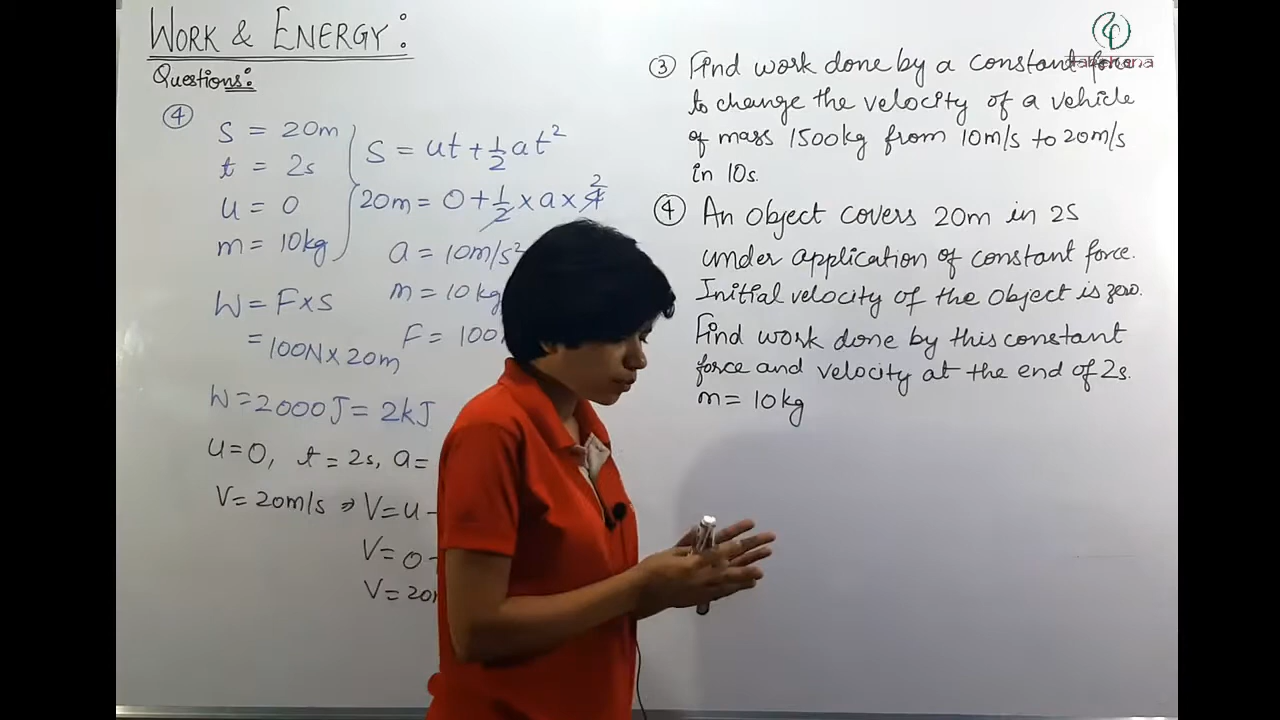 WORK & ENERGY:
Questions:
④
S = 20m
t = 2s
u = 0
m = 10kg
S = ut + 1/2 at²
20m = 0 + 1/2 × a × 4 2
a = 10m/s²
m = 10kg
F = 100
W = F×S
= 100N × 20m
W = 2000J = 2kJ
u=0, t = 2s, a =
V = 20m/s ⇒ V = u
V = 0
V = 20
③ Find work done by a constant force
to change the velocity of a vehicle
of mass 1500kg from 10m/s to 20m/s
in 10s.
④ An Object covers 20m in 2s
under application of constant force.
Initial velocity of the object is zero.
Find work done by this constant
force and velocity at the end of 2s.
m = 10kg